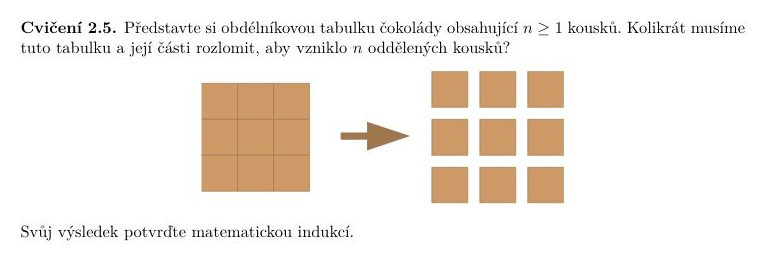 Cvičení 2.5. Představte si obdélníkovou tabulku čokolády obsahující n ≥ 1 kousků. Kolikrát musíme
tuto tabulku a její části rozlomit, aby vzniklo n oddělených kousků?
Svůj výsledek potvrďte matematickou indukcí.